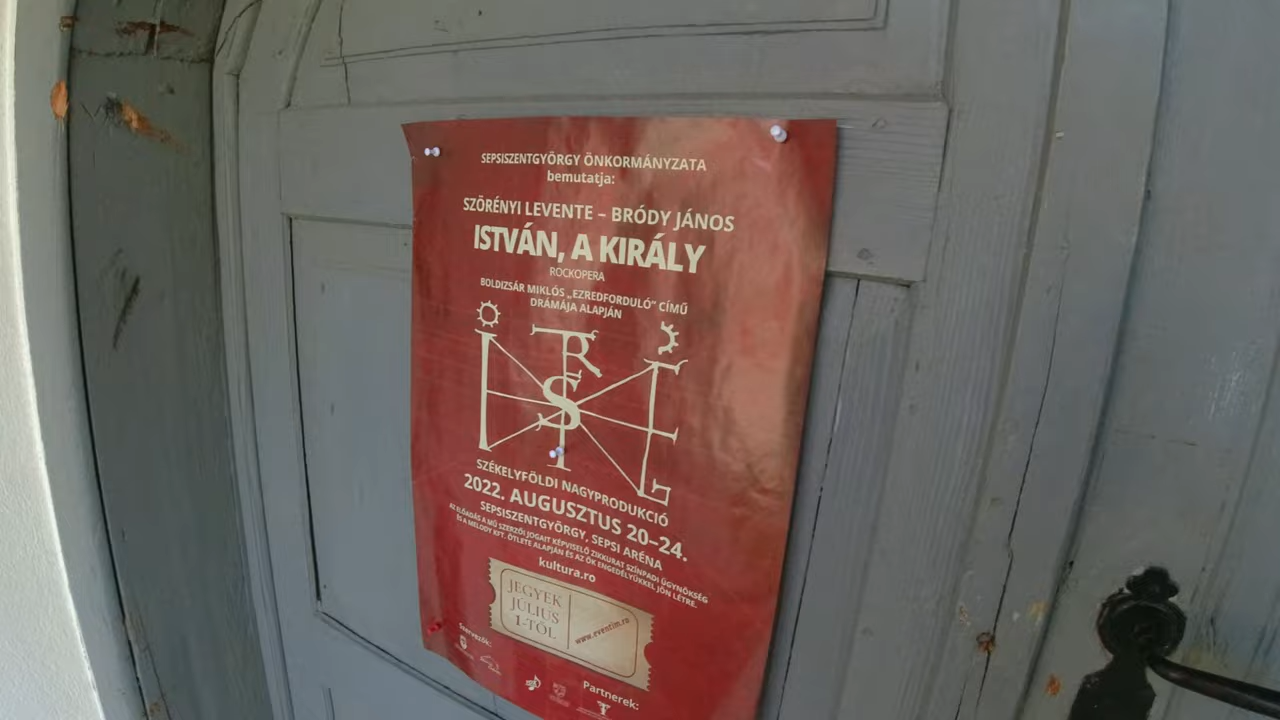 SEPSISZENTGYÖRGY ÖNKORMÁNYZATA
bemutatja:
SZÖRÉNYI LEVENTE – BRÓDY JÁNOS
ISTVÁN, A KIRÁLY
ROCKOPERA
BOLDIZSÁR MIKLÓS „EZREDFORDULÓ” CÍMŰ
DRÁMÁJA ALAPJÁN
SZÉKELYFÖLDI NAGYPRODUKCIÓ
2022. AUGUSZTUS 20–24.
SEPSISZENTGYÖRGY, SEPSI ARÉNA
AZ ELŐADÁS A MŰ SZERZŐI JOGAIT KÉPVISELŐ ZIKKURAT SZÍNPADI ÜGYNÖKSÉG
ÉS A MELODY KFT. ÖTLETE ALAPJÁN ÉS AZ ŐK ENGEDÉLYÜKKEL JÖN LÉTRE.
kultura.ro
JEGYEK
JÚLIUS
1-TŐL
www.eventim.ro
Szervezők:
Partnerek: